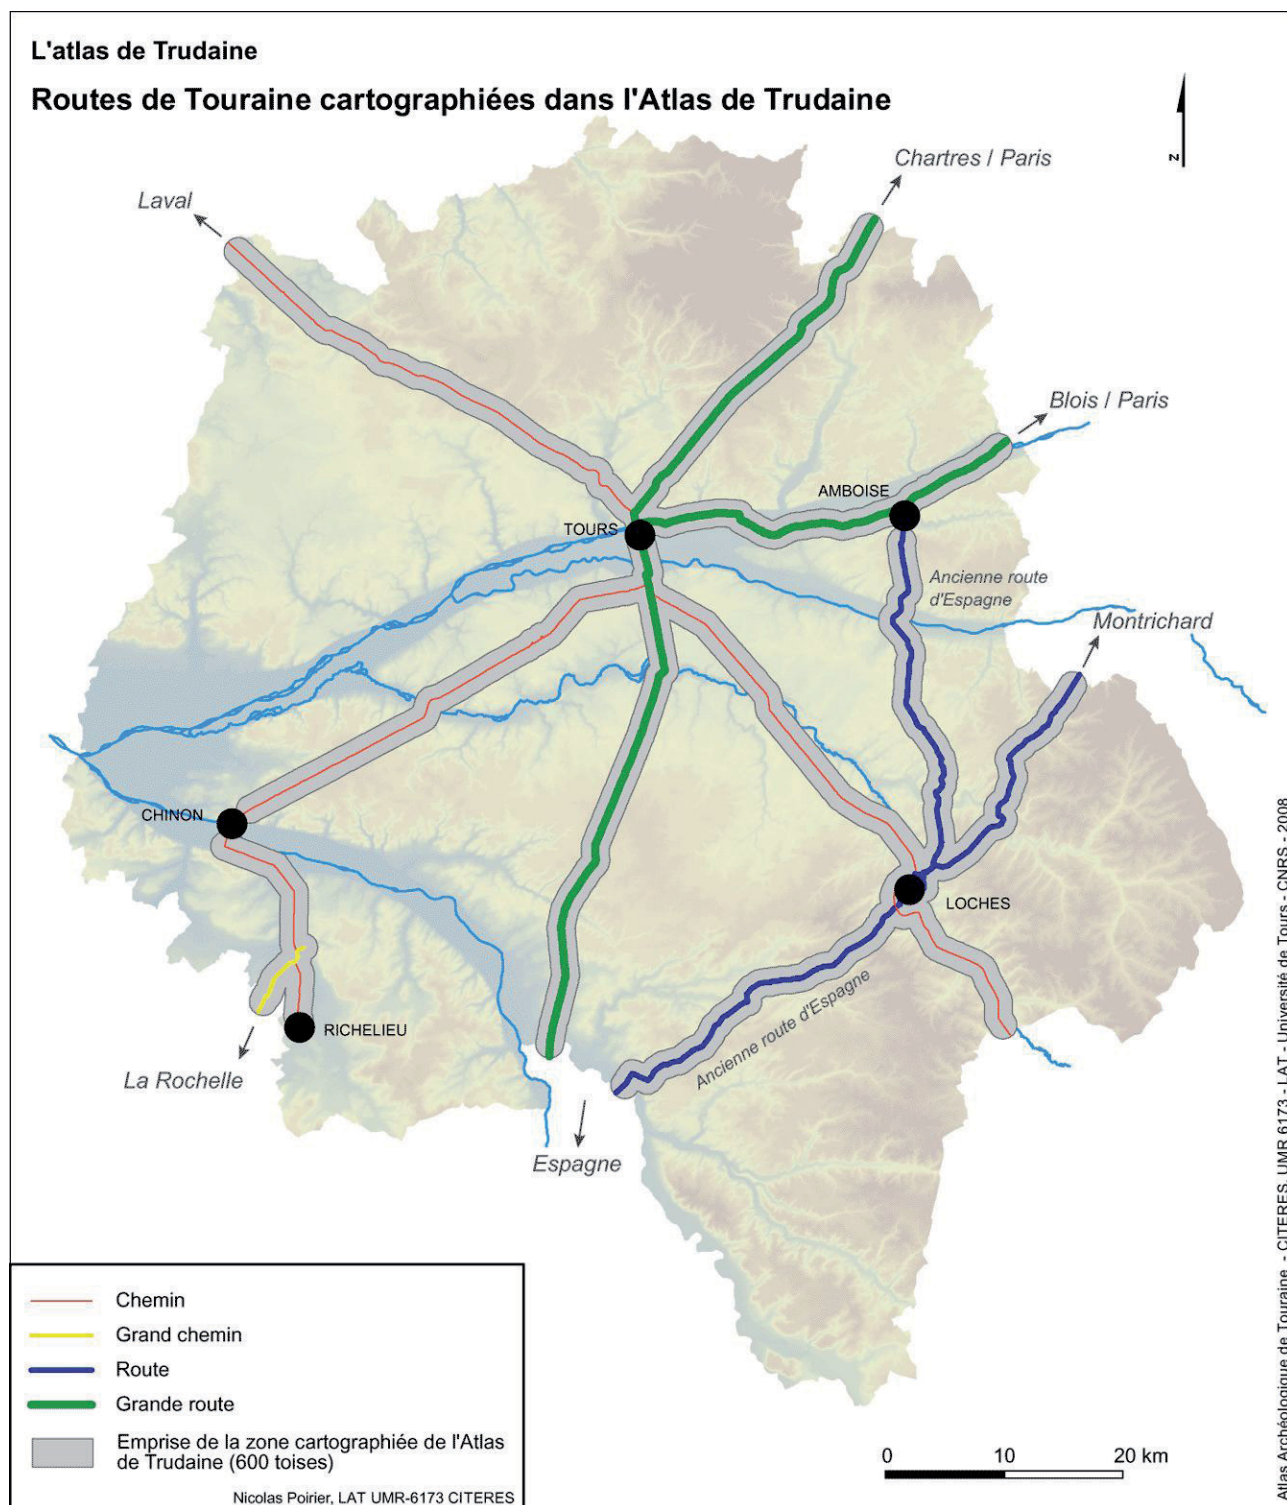 L'atlas de Trudaine
Routes de Touraine cartographiées dans l'Atlas de Trudaine
N
Chartres / Paris
Laval
Blois / Paris
AMBOISE
TOURS
Ancienne route
d'Espagne
Montrichard
CHINON
LOCHES
Ancienne route d'Espagne
RICHELIEU
La Rochelle
Espagne
Chemin
Grand chemin
Route
Grande route
Emprise de la zone cartographiée de l'Atlas
de Trudaine (600 toises)
Nicolas Poirier, LAT UMR-6173 CITERES
0 10 20 km
Atlas Archéologique de Touraine - CITERES, UMR 6173 - LAT - Univesité de Tours - CNRS - 2008